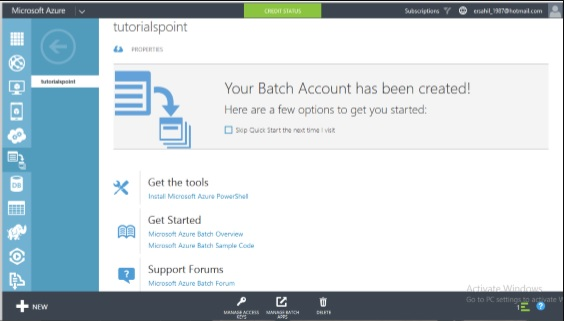 Microsoft Azure
CREDIT STATUS
Subscriptions
ersahil_1987@hotmail.com
tutorialspoint
tutorialspoint
PROPERTIES
Your Batch Account has been created!
Here are a few options to get you started:
Skip Quick Start the next time I visit
Get the tools
Install Microsoft Azure PowerShell
Get Started
Microsoft Azure Batch Overview
Microsoft Azure Batch Sample Code
Support Forums
Microsoft Azure Batch Forum
DB
Activate Windows
Go to PC settings to activate W
NEW
MANAGE ACCESS
KEYS
MANAGE BATCH
APPS
DELETE
1
?